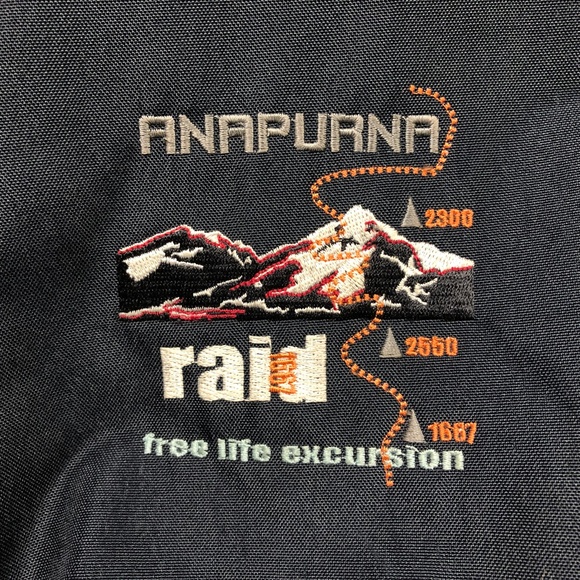 ANAPURNA
2300
2550
raid
1667
free life excursion